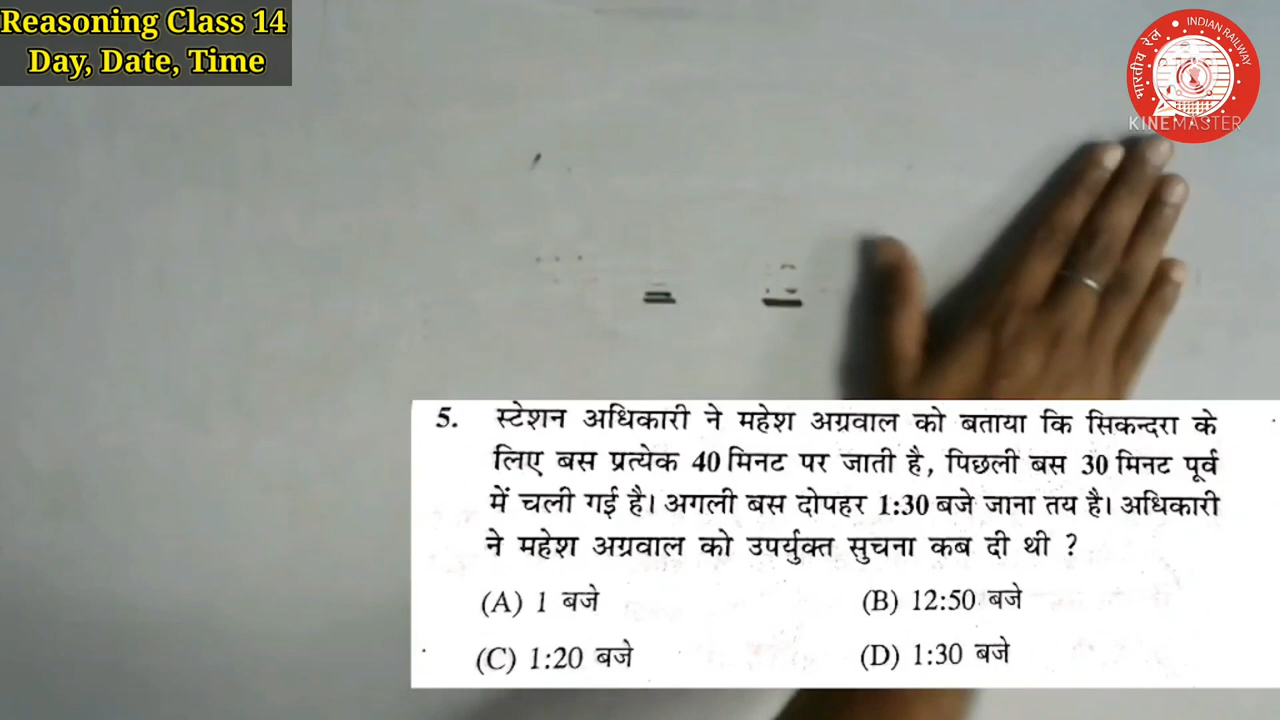 Reasoning Class 14
Day, Date, Time
भारतीय रेल
INDIAN RAILWAY
KINEMASTER
5. स्टेशन अधिकारी ने महेश अग्रवाल को बताया कि सिकन्दरा के
लिए बस प्रत्येक 40 मिनट पर जाती है, पिछली बस 30 मिनट पूर्व
में चली गई है। अगली बस दोपहर 1:30 बजे जाना तय है। अधिकारी
ने महेश अग्रवाल को उपर्युक्त सुचना कब दी थी ?
(A) 1 बजे (B) 12:50 बजे
(C) 1:20 बजे (D) 1:30 बजे